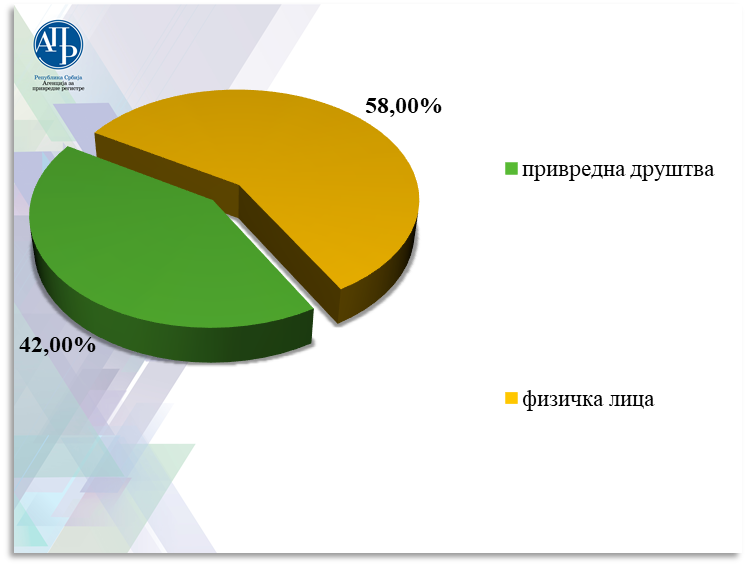 АПР
Република Србија
Агенција за
привредне регистре
58,00%
привредна друштва
42,00%
физичка лица